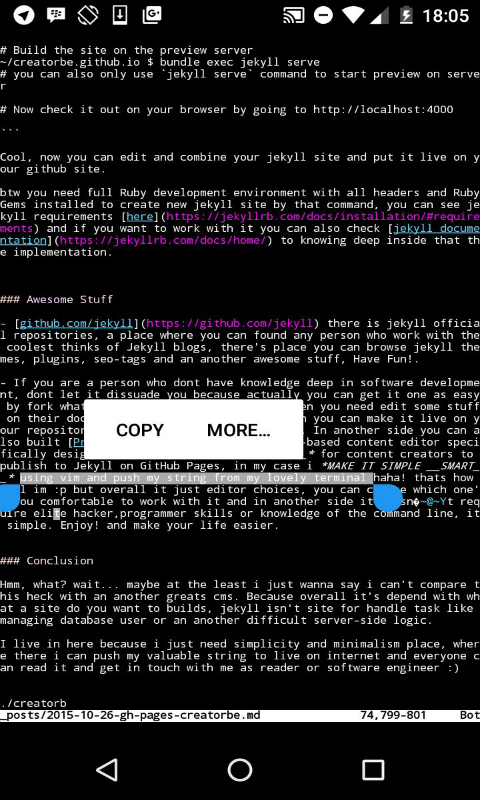 18:05
# Build the site on the preview server
~/creatorbe.github.io $ bundle exec jekyll serve
# you can also only use `jekyll serve` command to start preview on serve
r
# Now check it out on your browser by going to http://localhost:4000
```
Cool, now you can edit and combine your jekyll site and put it live on y
our github site.
btw you need full Ruby development environment with all headers and Ruby
Gems installed to create new jekyll site by that command, you can see je
kyll requirements [here](https://jekyllrb.com/docs/installation/#require
ments) and if you want to work with it you can also check [jekyll docume
ntation](https://jekyllrb.com/docs/home/) to knowing deep inside that th
e implementation.
### Awesome Stuff
- [github.com/jekyll](https://github.com/jekyll) there is jekyll officia
l repositories, a place where you can found any person who work with the
coolest thinks of Jekyll blogs, there's place you can browse jekyll the
mes, plugins, seo-tags and an another awesome stuff, Have Fun!.
- If you are a person who dont have knowledge deep in software developme
nt, dont let it dissuade you because actually you can get it one as easy
by fork what en you need edit some stuff
on their doc n you can make it live on y
our reposito In another side you can a
COPY MORE...
lso built [Pr -based content editor speci
fically desig * for content creators to
publish to Jekyll on GitHub Pages, in my case i *MAKE IT SIMPLE __SMART_
_* using vim and push my string from my lovely terminal haha! thats how
l im :p but overall it just editor choices, you can c e which one'
ou comfortable to work with it and in another side it sn�~@~Yt req
uire elite hacker,programmer skills or knowledge of the command line, it
simple. Enjoy! and make your life easier.
### Conclusion
Hmm, what? wait... maybe at the least i just wanna say i can't compare t
his heck with an another greats cms. Because overall it's depend with wh
at a site do you want to builds, jekyll isn't site for handle task like
managing database user or an another difficult server-side logic.
I live in here because i just need simplicity and minimalism place, wher
e there i can push my valuable string to live on internet and everyone c
an read it and get in touch with me as reader or software engineer :)
./creatorb
_posts/2015-10-26-gh-pages-creatorbe.md 74,799-801 Bot